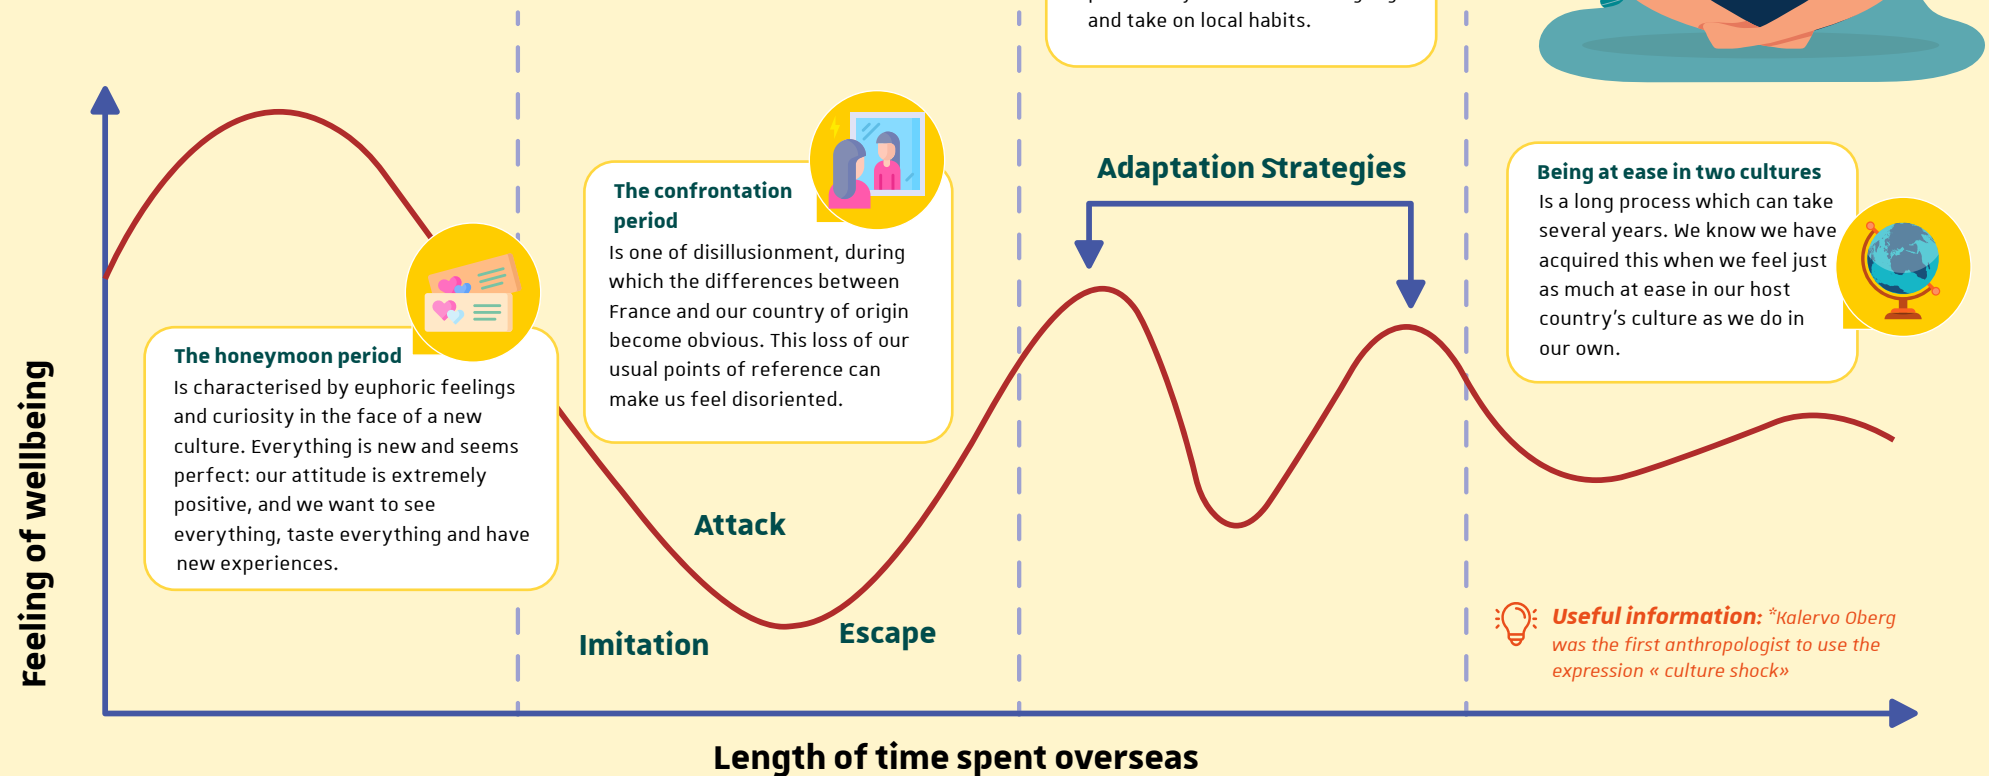 and take on local habits.
The confrontation
period
Is one of disillusionment, during
which the differences between
France and our country of origin
become obvious. This loss of our
usual points of reference can
make us feel disoriented.
Adaptation Strategies
Being at ease in two cultures
Is a long process which can take
several years. We know we have
acquired this when we feel just
as much at ease in our host
country's culture as we do in
our own.
The honeymoon period
Is characterised by euphoric feelings
and curiosity in the face of a new
culture. Everything is new and seems
perfect: our attitude is extremely
positive, and we want to see
everything, taste everything and have
new experiences.
Attack
Imitation
Escape
Feeling of wellbeing
Useful information: *Kalervo Oberg
was the first anthropologist to use the
expression « culture shock»
Length of time spent overseas